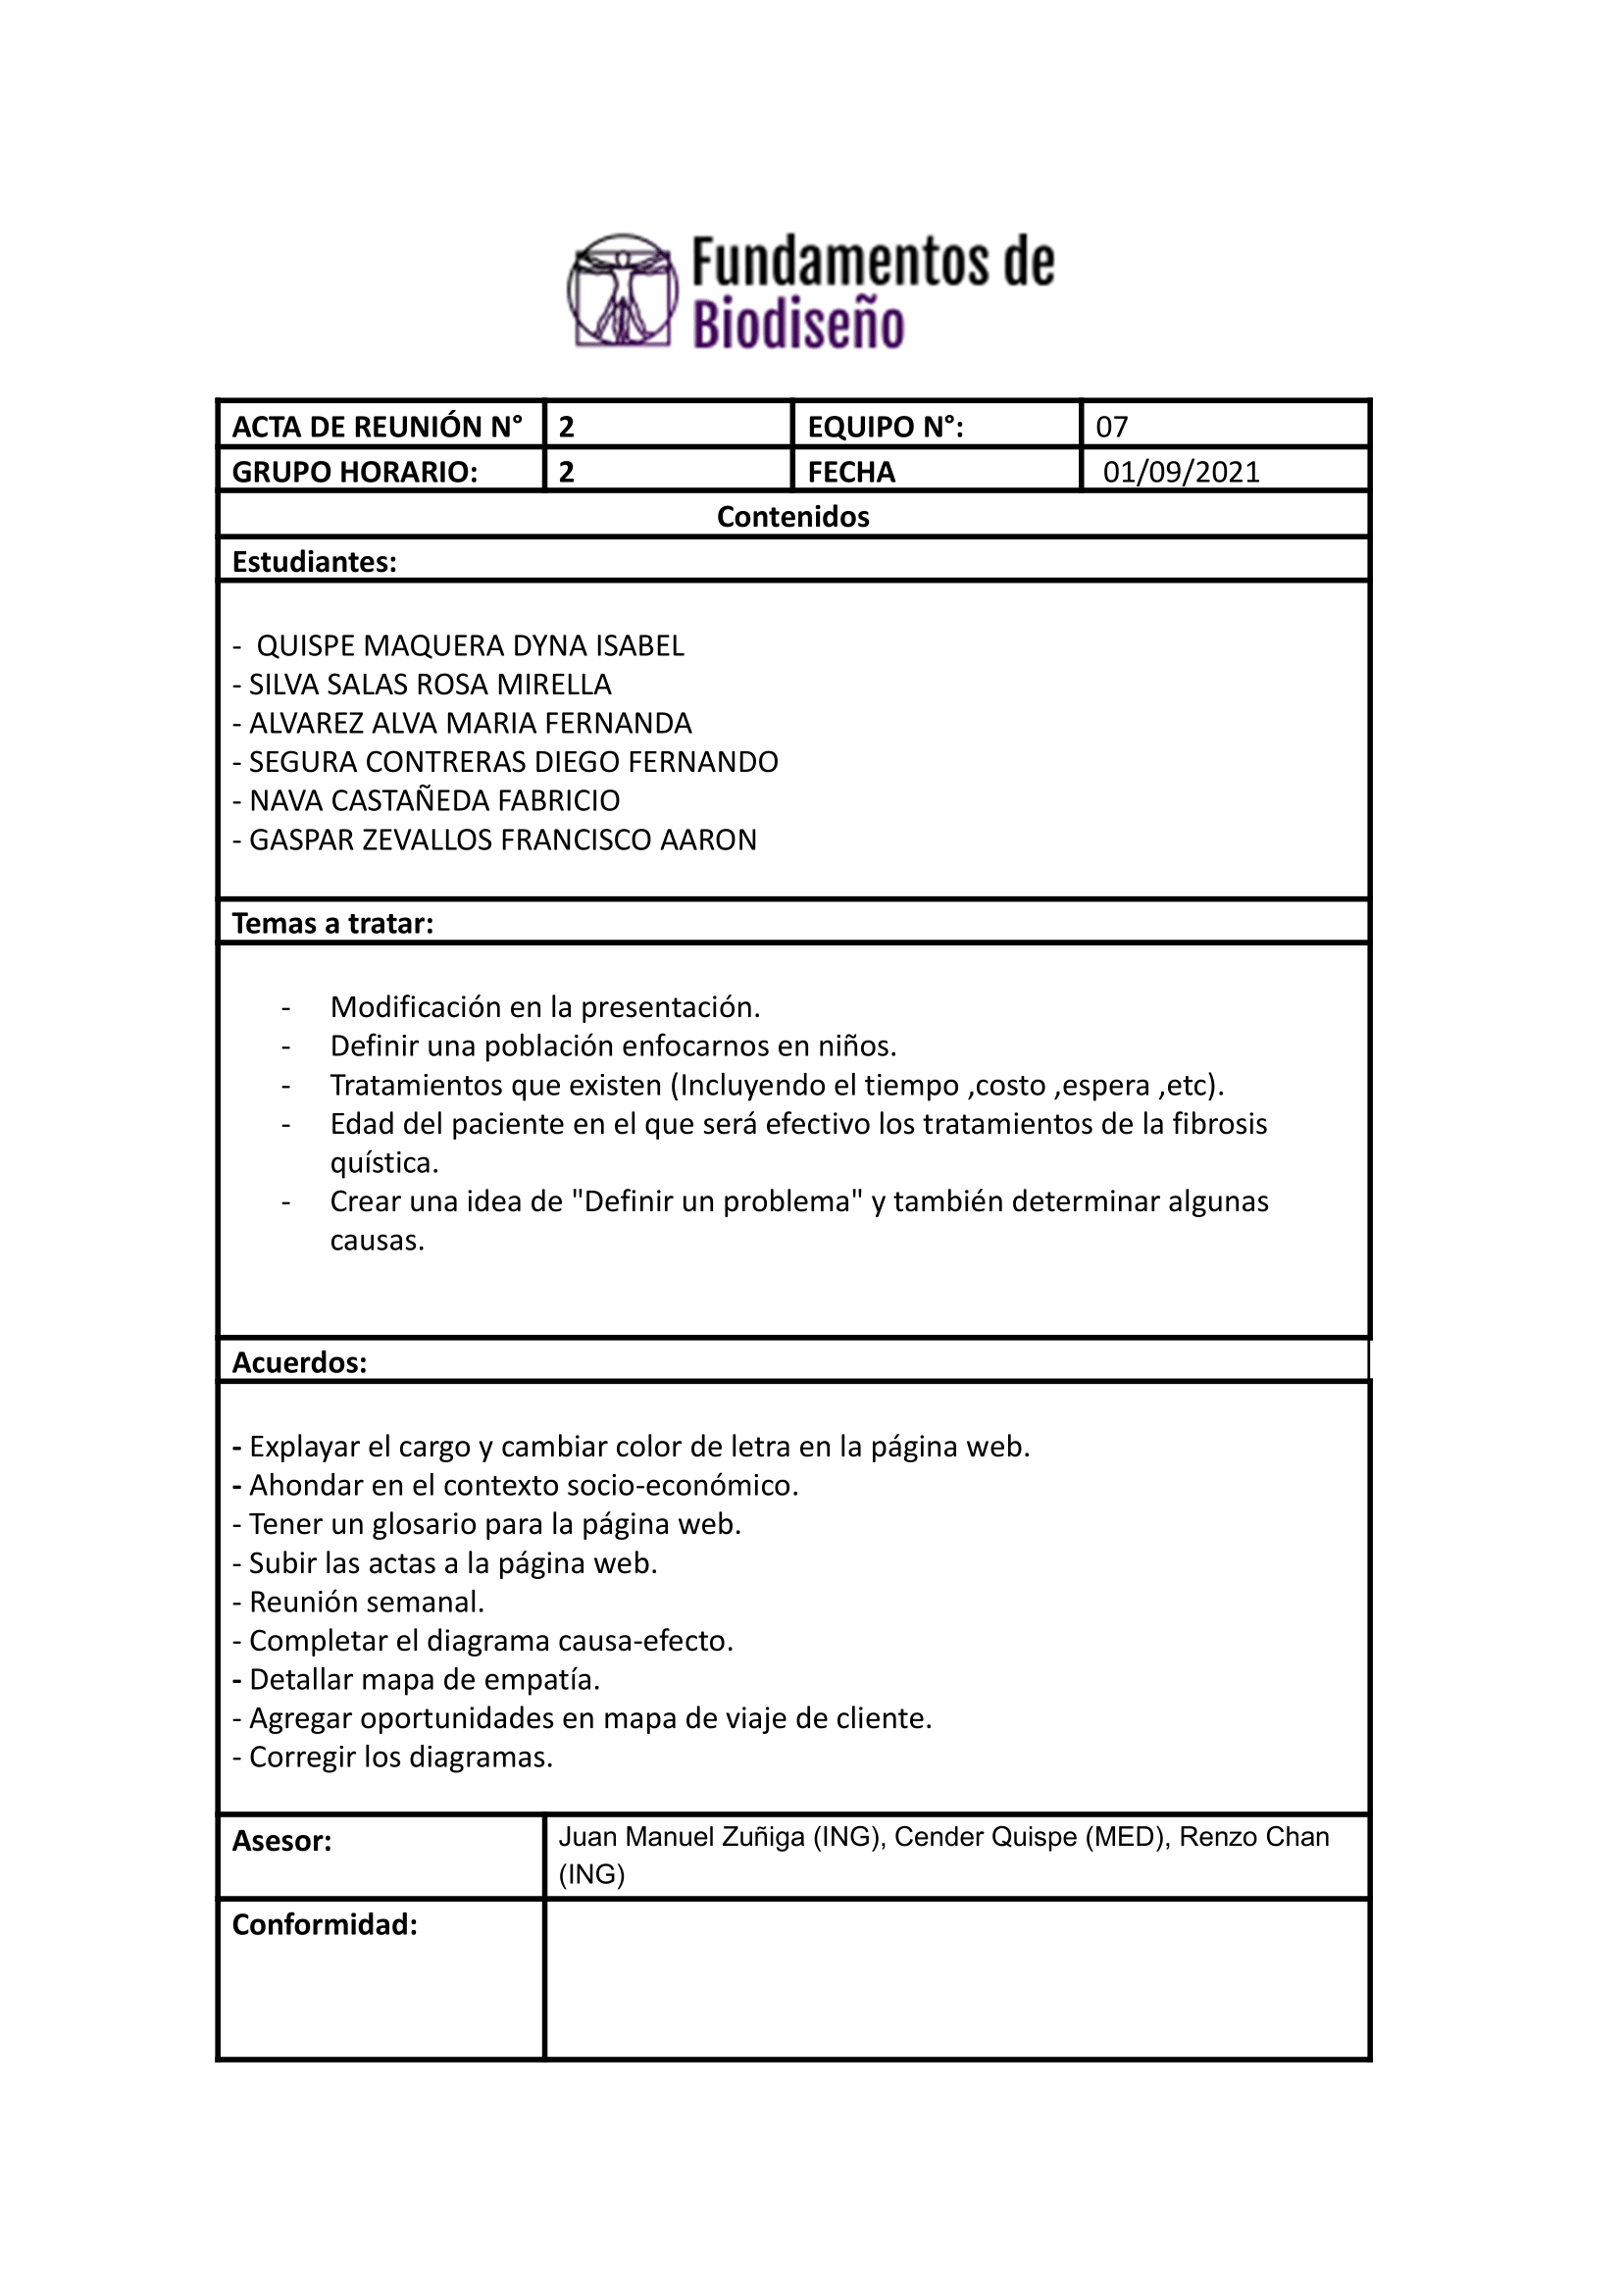 Fundamentos de
Biodiseño
ACTA DE REUNIÓN N° 2 EQUIPO N°: 07
GRUPO HORARIO: 2 FECHA 01/09/2021
Contenidos
Estudiantes:
- QUISPE MAQUERA DYNA ISABEL
- SILVA SALAS ROSA MIRELLA
- ALVAREZ ALVA MARIA FERNANDA
- SEGURA CONTRERAS DIEGO FERNANDO
- NAVA CASTAÑEDA FABRICIO
- GASPAR ZEVALLOS FRANCISCO AARON
Temas a tratar:
- Modificación en la presentación.
- Definir una población enfocarnos en niños.
- Tratamientos que existen (Incluyendo el tiempo ,costo ,espera ,etc).
- Edad del paciente en el que será efectivo los tratamientos de la fibrosis
quística.
- Crear una idea de "Definir un problema" y también determinar algunas
causas.
Acuerdos:
- Explayar el cargo y cambiar color de letra en la página web.
- Ahondar en el contexto socio-económico.
- Tener un glosario para la página web.
- Subir las actas a la página web.
- Reunión semanal.
- Completar el diagrama causa-efecto.
- Detallar mapa de empatía.
- Agregar oportunidades en mapa de viaje de cliente.
- Corregir los diagramas.
Asesor: Juan Manuel Zuñiga (ING), Cender Quispe (MED), Renzo Chan
(ING)
Conformidad: